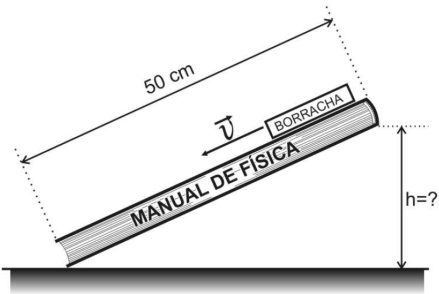 50 cm
BORRACHA
v
MANUAL DE FÍSICA
h=?